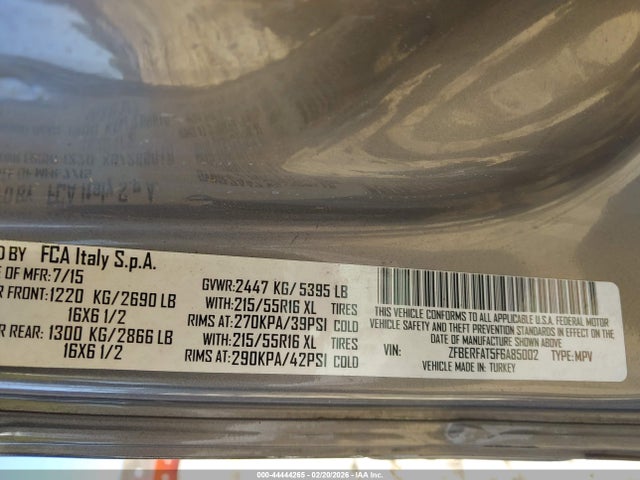 D BY FCA Italy S.p.A.
E OF MFR: 7/15
R FRONT: 1220 KG/2690 LB
16X6 1/2
R REAR: 1300 KG/2866 LB
16X6 1/2
GVWR: 2447 KG/ 5395 LB
WITH: 215/55R16 XL TIRES
RIMS AT: 270KPA/39PSI COLD
WITH: 215/55R16 XL TIRES
RIMS AT: 290KPA/42PSI COLD
THIS VEHICLE CONFORMS TO ALL APPLICABLE U.S.A. FEDERAL MOTOR
VEHICLE SAFETY, BUMPER, AND THEFT PREVENTION STANDARDS IN EFFECT ON THE
DATE OF MANUFACTURE SHOWN ABOVE
VIN: ZFBERFAT5F6A85002 TYPE: MPV
VEHICLE MADE IN: TURKEY
000-44444265 - 02/20/2026 - IAA Inc.